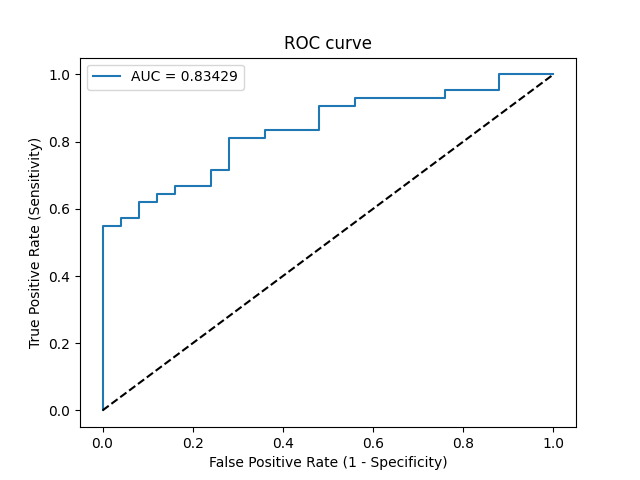 ROC curve
AUC = 0.83429
1.0
0.8
0.6
0.4
0.2
0.0
True Positive Rate (Sensitivity)
0.0 0.2 0.4 0.6 0.8 1.0
False Positive Rate (1 - Specificity)